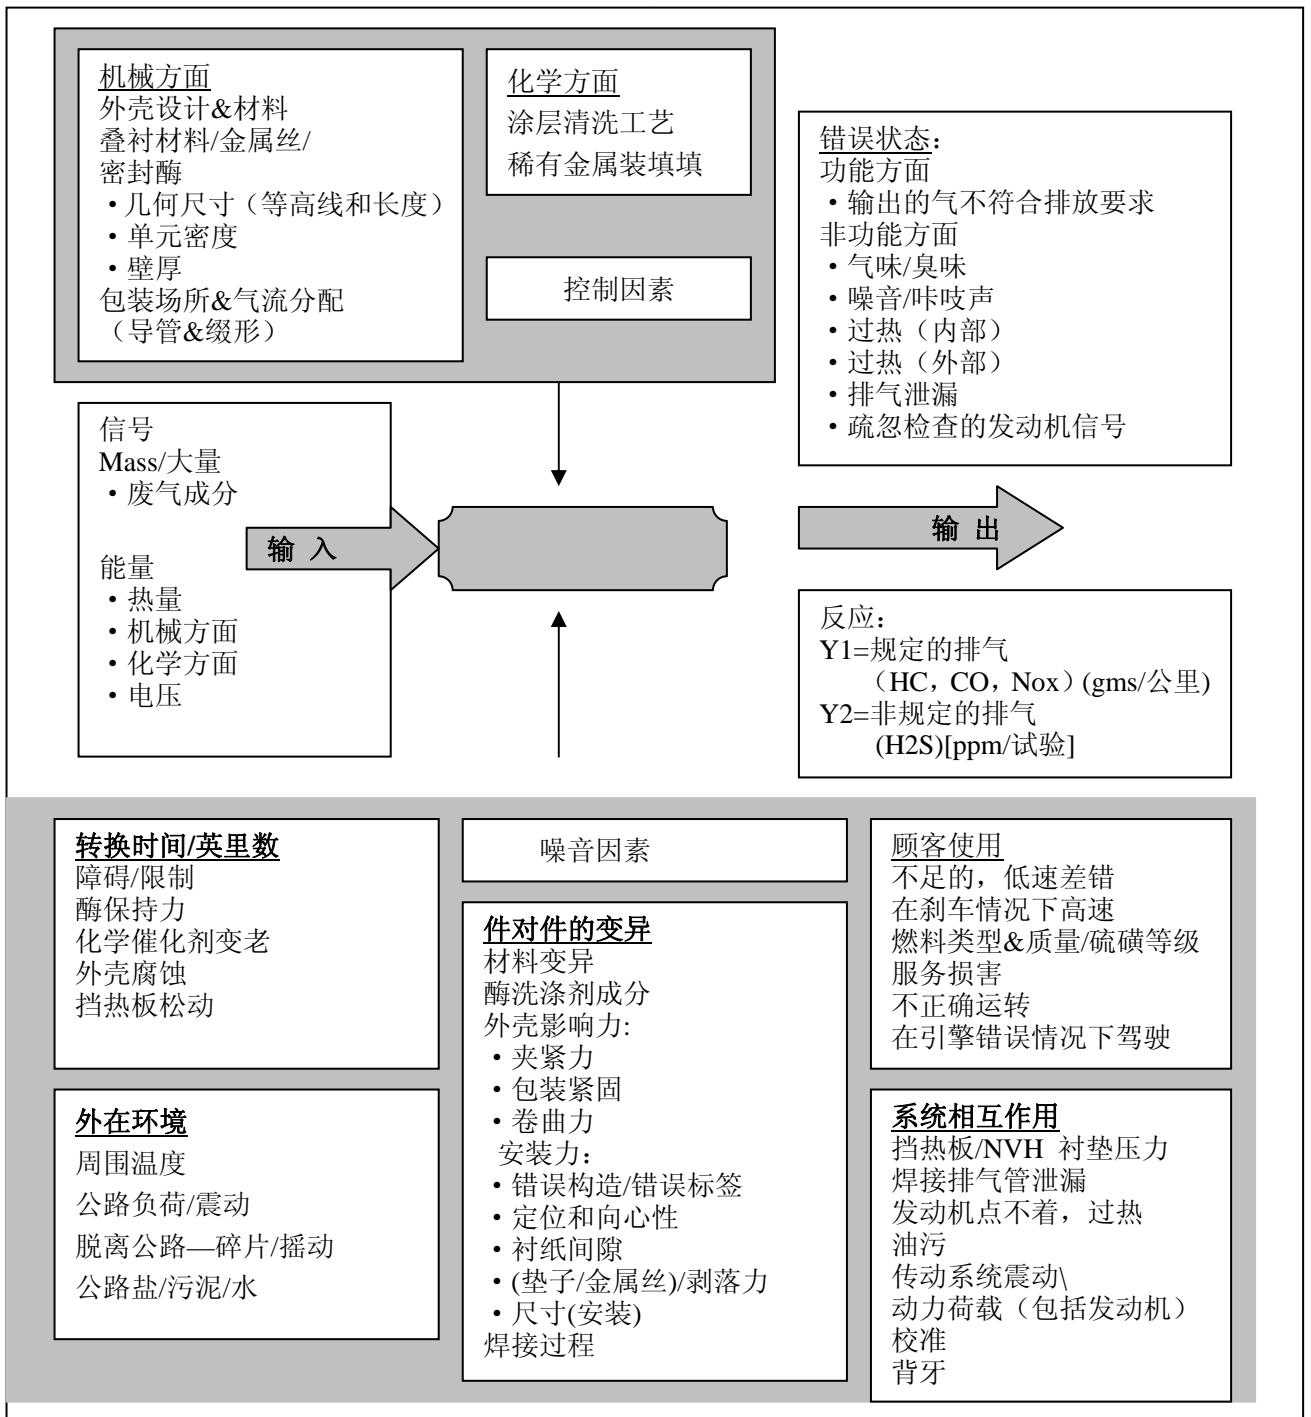 机械方面
外壳设计&材料
叠衬材料/金属丝/
密封酶
・几何尺寸（等高线和长度）
・单元密度
・壁厚
包装场所&气流分配
（导管&缀形）
化学方面
涂层清洗工艺
稀有金属装填填
控制因素
错误状态：
功能方面
・输出的气不符合排放要求
非功能方面
・气味/臭味
・噪音/咔吱声
・过热（内部）
・过热（外部）
・排气泄漏
・疏忽检查的发动机信号
信号
Mass/大量
・废气成分
能量
・热量
・机械方面
・化学方面
・电压
输 入
输 出
反应：
Y1=规定的排气
（HC，CO，Nox）(gms/公里)
Y2=非规定的排气
(H2S)[ppm/试验]
转换时间/英里数
障碍/限制
酶保持力
化学催化剂变老
外壳腐蚀
挡热板松动
外在环境
周围温度
公路负荷/震动
脱离公路—碎片/摇动
公路盐/污泥/水
噪音因素
件对件的变异
材料变异
酶洗涤剂成分
外壳影响力:
・夹紧力
・包装紧固
・卷曲力
安装力：
・错误构造/错误标签
・定位和向心性
・衬纸间隙
・(垫子/金属丝)/剥落力
・尺寸(安装)
焊接过程
顾客使用
不足的，低速差错
在刹车情况下高速
燃料类型&质量/硫磺等级
服务损害
不正确运转
在引擎错误情况下驾驶
系统相互作用
挡热板/NVH 衬垫压力
焊接排气管泄漏
发动机点不着，过热
油污
传动系统震动\
动力荷载（包括发动机）
校准
背牙